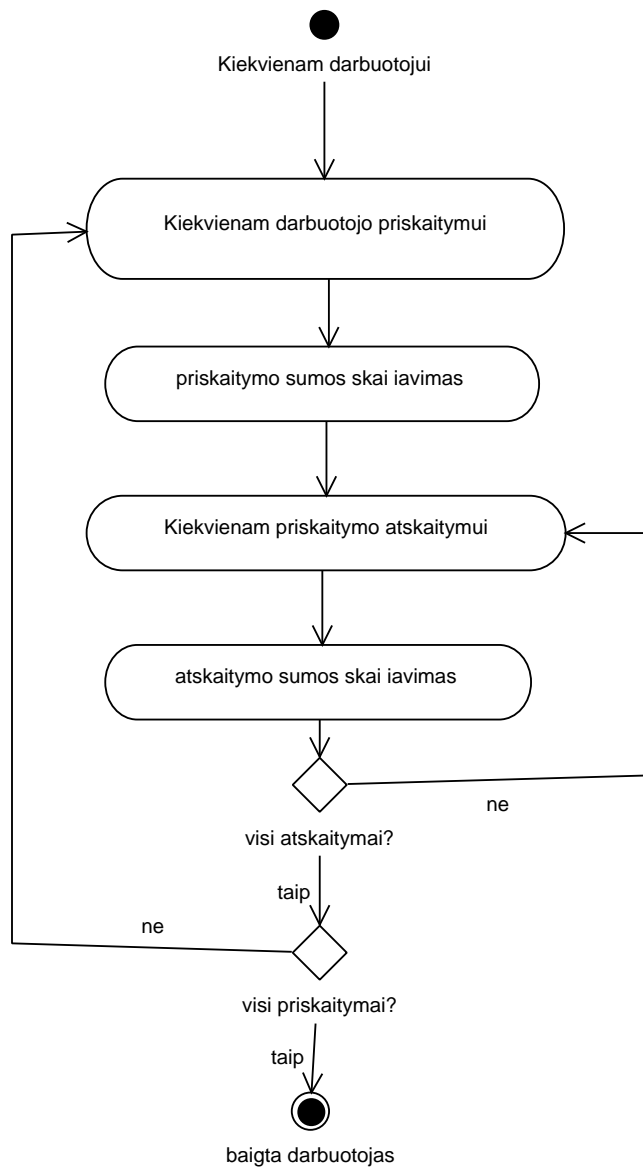 Kiekvienam darbuotojui
Kiekvienam darbuotojo priskaitymui
priskaitymo sumos skai iavimas
Kiekvienam priskaitymo atskaitymui
atskaitymo sumos skai iavimas
ne
visi atskaitymai?
taip
ne
visi priskaitymai?
taip
baigta darbuotojas